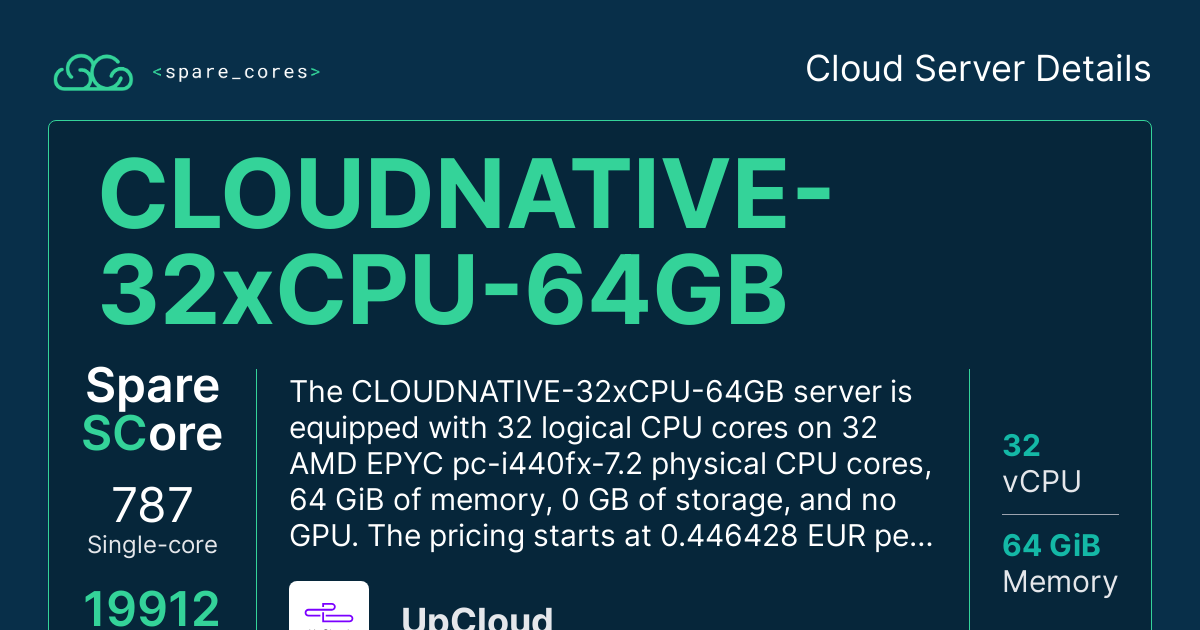 <spare_cores>
Cloud Server Details
CLOUDNATIVE-
32xCPU-64GB
Spare
SCore
787
Single-core
19912
The CLOUDNATIVE-32xCPU-64GB server is
equipped with 32 logical CPU cores on 32
AMD EPYC pc-i440fx-7.2 physical CPU cores,
64 GiB of memory, 0 GB of storage, and no
GPU. The pricing starts at 0.446428 EUR pe...
UpCloud
32
vCPU
64 GiB
Memory